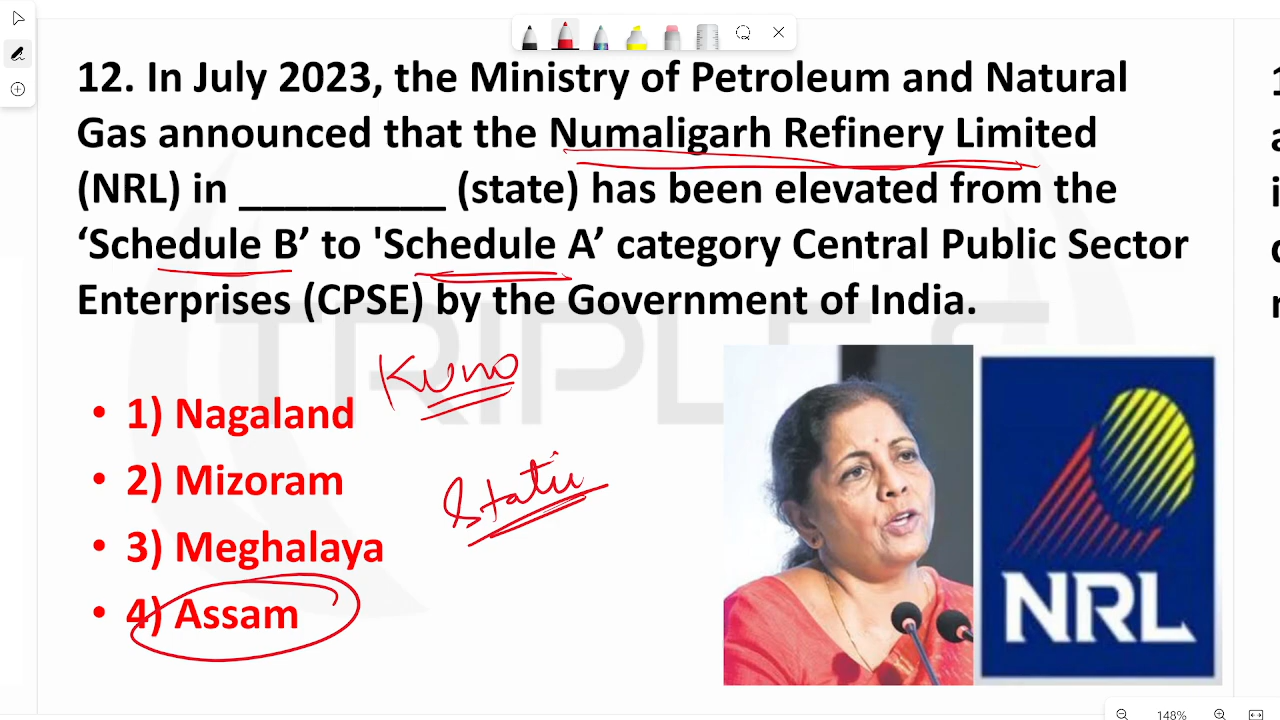 12. In July 2023, the Ministry of Petroleum and Natural
Gas announced that the Numaligarh Refinery Limited
(NRL) in _________ (state) has been elevated from the
‘Schedule B’ to 'Schedule A’ category Central Public Sector
Enterprises (CPSE) by the Government of India.
TRIPLE S
Kuno
• 1) Nagaland
• 2) Mizoram
Static
• 3) Meghalaya
• 4) Assam
NRL
148%